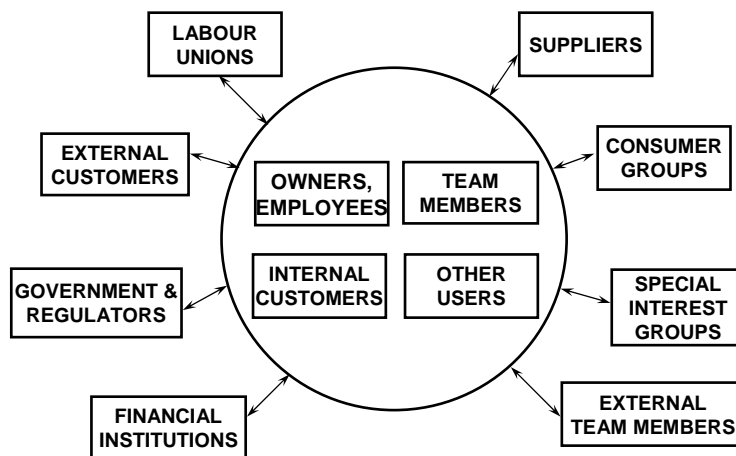 LABOUR
UNIONS
SUPPLIERS
EXTERNAL
CUSTOMERS
CONSUMER
GROUPS
OWNERS,
EMPLOYEES
TEAM
MEMBERS
INTERNAL
CUSTOMERS
OTHER
USERS
GOVERNMENT &
REGULATORS
SPECIAL
INTEREST
GROUPS
FINANCIAL
INSTITUTIONS
EXTERNAL
TEAM MEMBERS